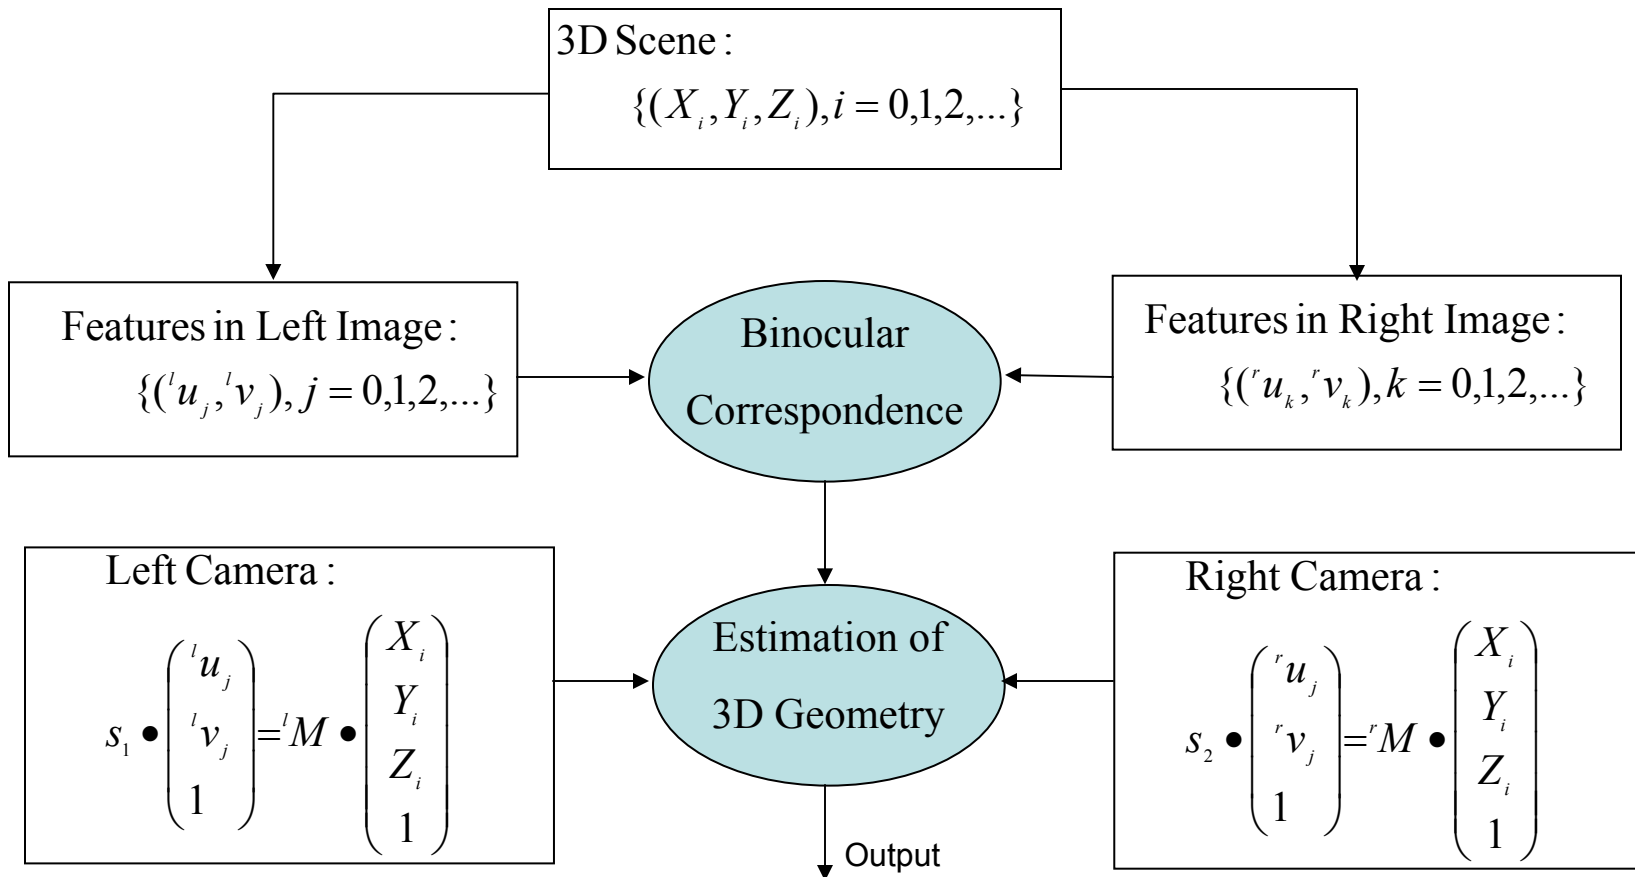 3D Scene :
{(X_i, Y_i, Z_i), i = 0,1,2,...}
Features in Left Image :
{(^l u_j, ^l v_j), j = 0,1,2,...}
Binocular
Correspondence
Features in Right Image :
{(^r u_k, ^r v_k), k = 0,1,2,...}
Left Camera :
s_1 • (^l u_j, ^l v_j, 1) = ^l M • (X_i, Y_i, Z_i, 1)
Estimation of
3D Geometry
Right Camera :
s_2 • (^r u_j, ^r v_j, 1) = ^r M • (X_i, Y_i, Z_i, 1)
Output